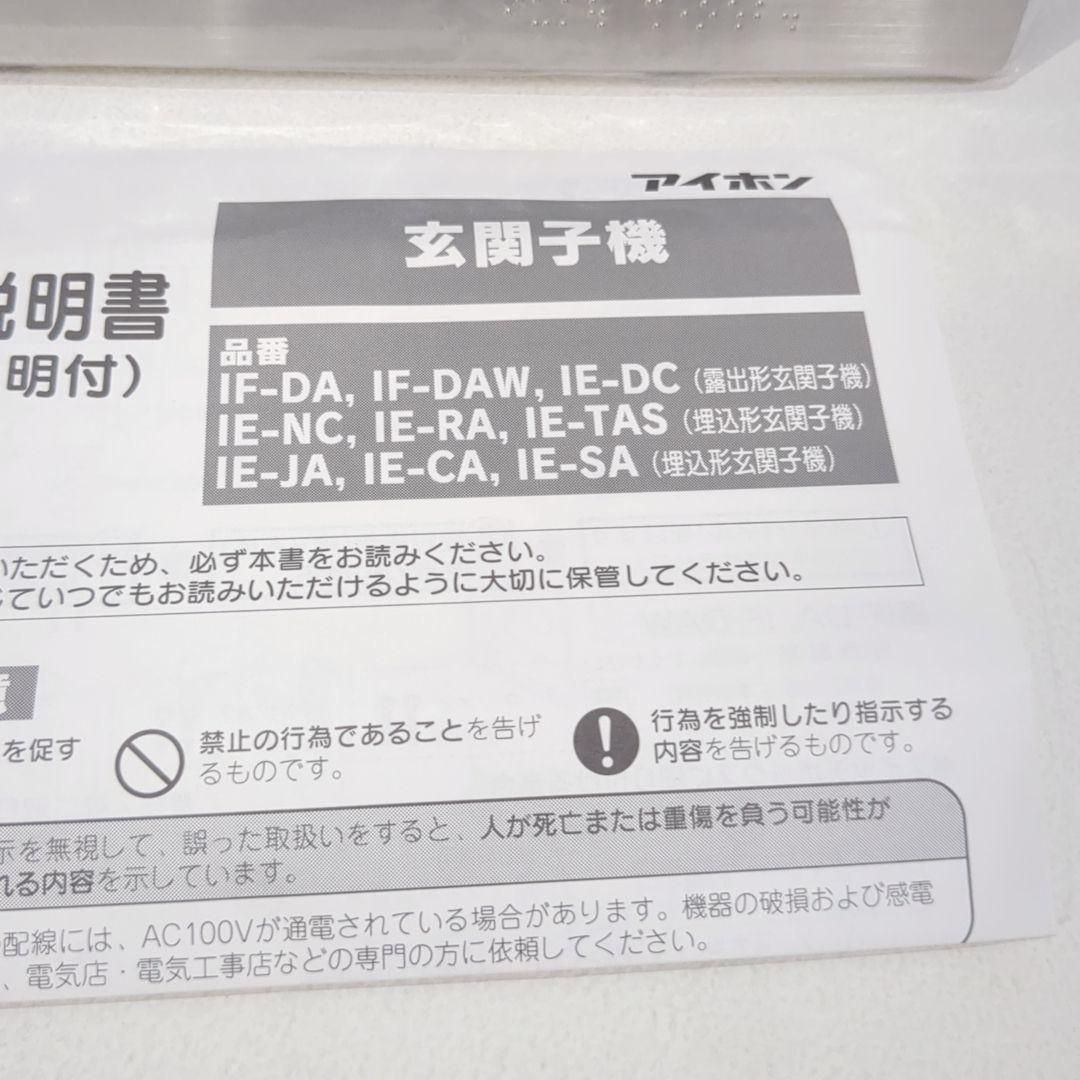 アイホン
玄関子機
説明書
明付）
品番
IF-DA, IF-DAW, IE-DC（露出形玄関子機）
IE-NC, IE-RA, IE-TAS（埋込形玄関子機）
IE-JA, IE-CA, IE-SA（埋込形玄関子機）
いただくため、必ず本書をお読みください。
じていつでもお読みいただけるように大切に保管してください。
を促す
禁止の行為であることを告げ
るものです。
行為を強制したり指示する
内容を告げるものです。
示を無視して、誤った取扱いをすると、人が死亡または重傷を負う可能性が
れる内容を示しています。
配線には、AC100Vが通電されている場合があります。機器の破損および感電
、電気店・電気工事店などの専門の方に依頼してください。